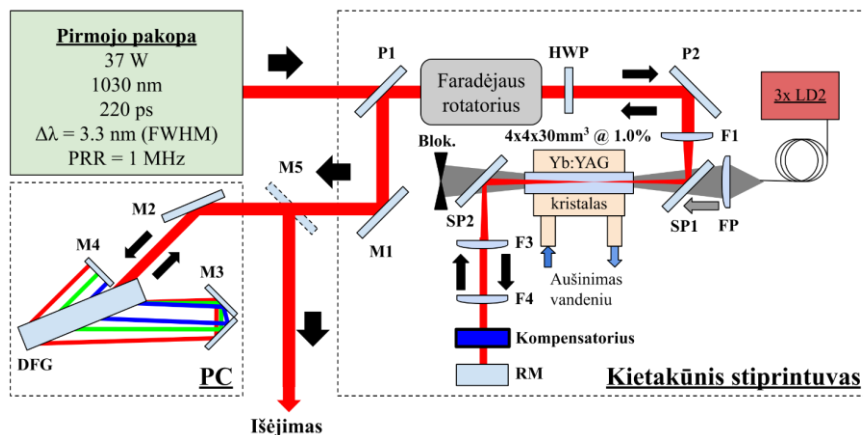 Pirmojo pakopa
37 W
1030 nm
220 ps
Δλ = 3.3 nm (FWHM)
PRR = 1 MHz
P1
Faradėjaus
rotatorius
HWP
P2
3x LD2
F1
Blok.
4x4x30mm³ @ 1.0%
Yb:YAG
kristalas
SP2
SP1
FP
M5
M2
M1
M4
M3
F3
F4
Aušinimas
vandeniu
Kompensatorius
RM
DFG
PC
Kietakūnis stiprintuvas
Išėjimas